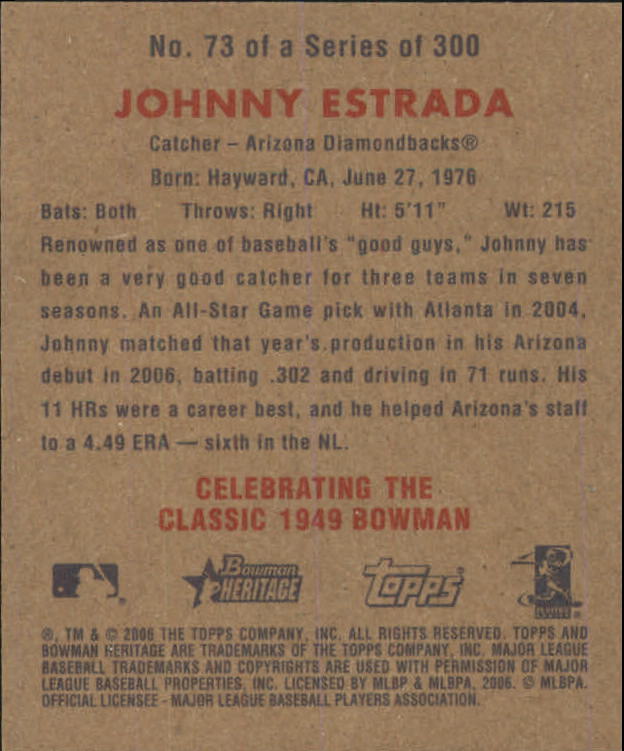 No. 73 of a Series of 300
JOHNNY ESTRADA
Catcher – Arizona Diamondbacks®
Born: Hayward, CA, June 27, 1976
Bats: Both Throws: Right Ht: 5'11" Wt: 215
Renowned as one of baseball's "good guys," Johnny has
been a very good catcher for three teams in seven
seasons. An All-Star Game pick with Atlanta in 2004,
Johnny matched that year's production in his Arizona
debut in 2006, batting .302 and driving in 71 runs. His
11 HRs were a career best, and he helped Arizona's staff
to a 4.49 ERA — sixth in the NL.
CELEBRATING THE
CLASSIC 1949 BOWMAN
Bowman
HERITAGE
TOPPS
®, TM & © 2006 THE TOPPS COMPANY, INC. ALL RIGHTS RESERVED. TOPPS AND
BOWMAN HERITAGE ARE TRADEMARKS OF THE TOPPS COMPANY, INC. MAJOR LEAGUE
BASEBALL TRADEMARKS AND COPYRIGHTS ARE USED WITH PERMISSION OF MAJOR
LEAGUE BASEBALL PROPERTIES, INC. LICENSED BY MLBP & MLBPA, 2006. © MLBPA.
OFFICIAL LICENSEE - MAJOR LEAGUE BASEBALL PLAYERS ASSOCIATION.